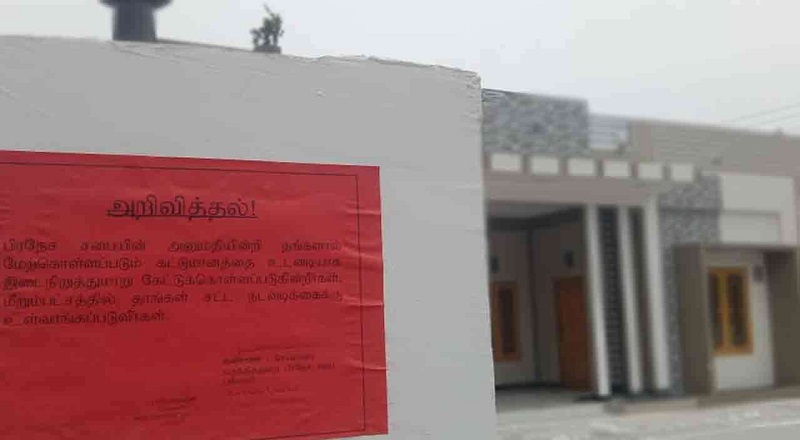 அறிவித்தல்!
பிரதேச சபையின் அனுமதியின்றி தங்களால்
மேற்கொள்ளப்படும் கட்டுமானத்தை உடனடியாக
இடைநிறுத்துமாறு கேட்டுக்கொள்ளப்படுகின்றீர்கள்.
மீறும்பட்சத்தில் தாங்கள் சட்ட நடவடிக்கைக்கு
உள்வாங்கப்படுவீர்கள்.